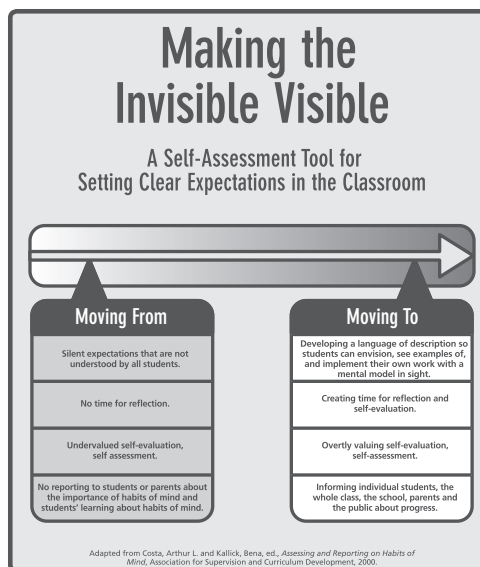 Making the
Invisible Visible
A Self-Assessment Tool for
Setting Clear Expectations in the Classroom
Moving From
Silent expectations that are not
understood by all students.
No time for reflection.
Undervalued self-evaluation,
self assessment.
No reporting to students or parents about
the importance of habits of mind and
students' learning about habits of mind.
Moving To
Developing a language of description so
students can envision, see examples of,
and implement their own work with a
mental model in sight.
Creating time for reflection and
self-evaluation.
Overtly valuing self-evaluation,
self-assessment.
Informing individual students, the
whole class, the school, parents and
the public about progress.
Adapted from Costa, Arthur L. and Kallick, Bena, ed., Assessing and Reporting on Habits of
Mind, Association for Supervision and Curriculum Development, 2000.